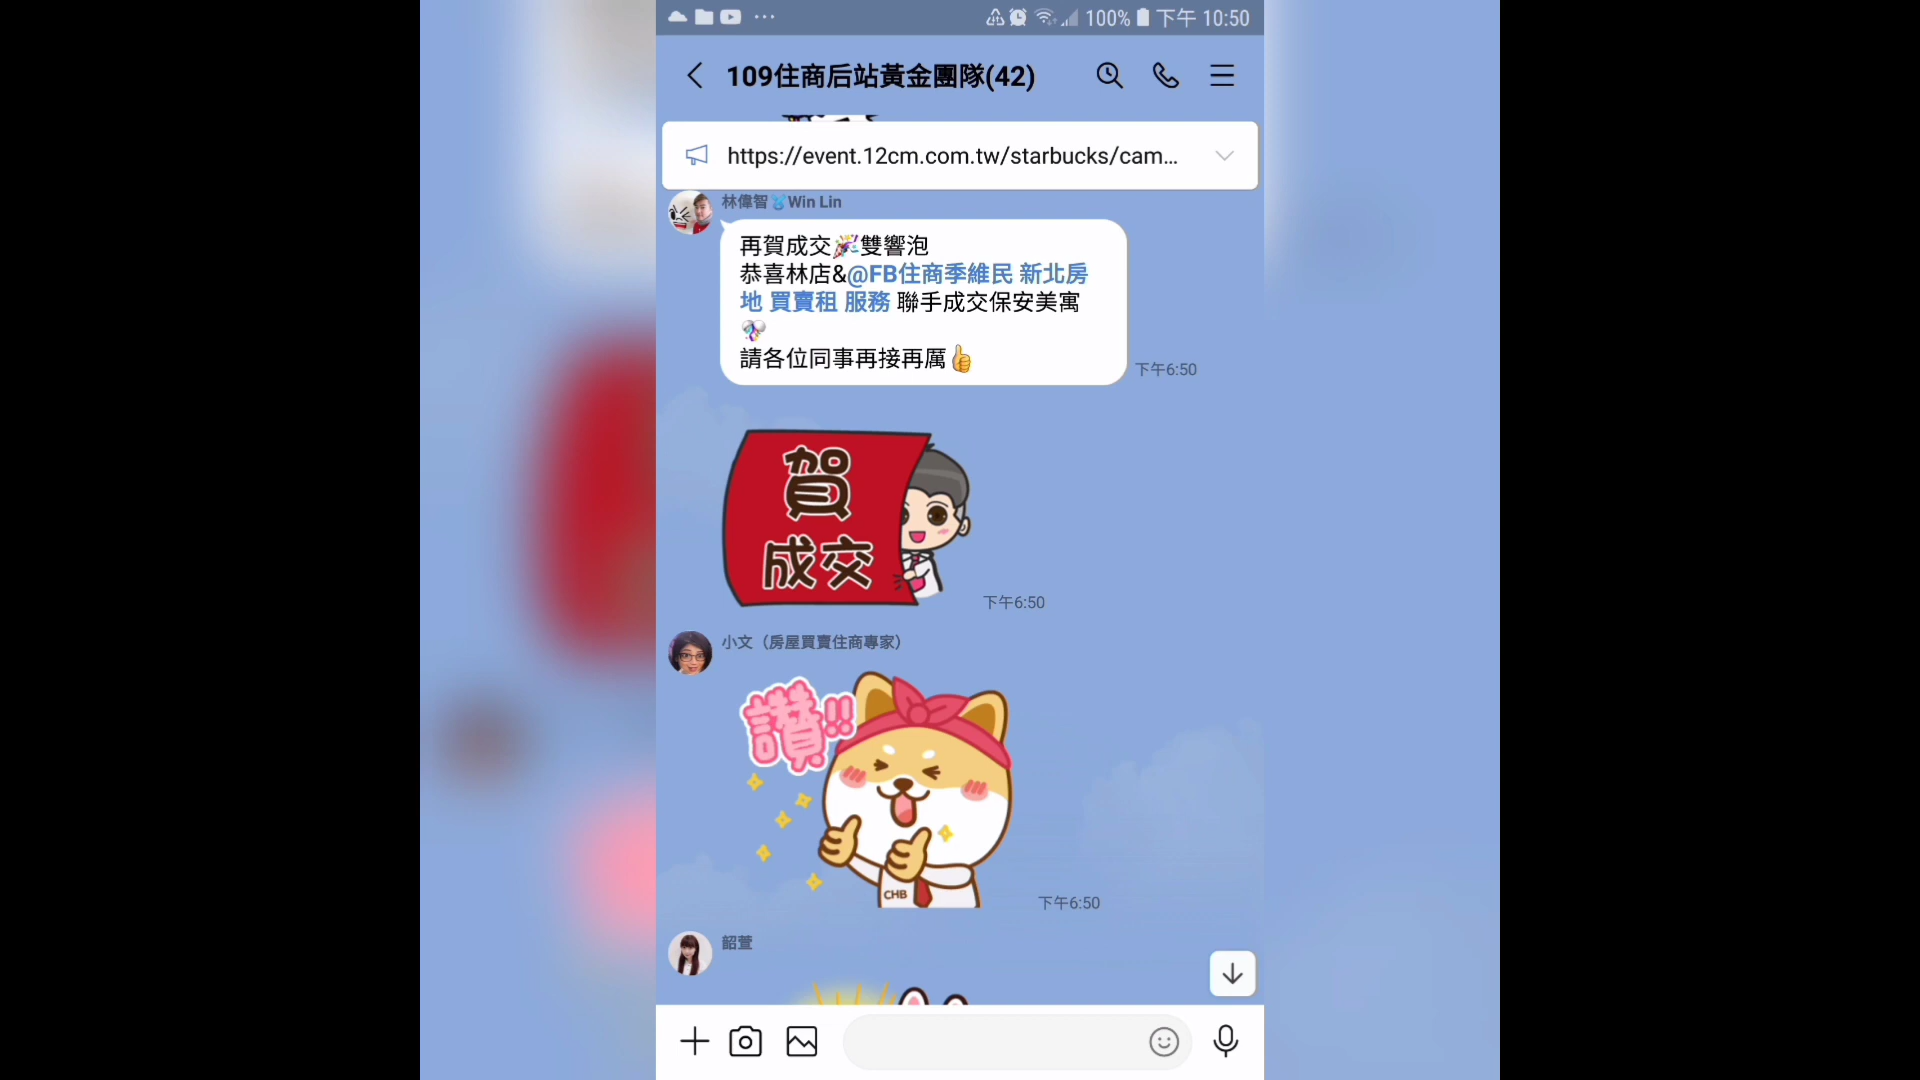 100% 下午 10:50
109住商后站黃金團隊(42)
https://event.12cm.com.tw/starbucks/cam...
林偉智 Win Lin
再賀成交🎉雙響泡
恭喜林店&@FB住商季維民 新北房
地 買賣租 服務 聯手成交保安美寓
🎊
請各位同事再接再厲👍
下午6:50
賀
成交
下午6:50
小文（房屋買賣住商專家）
讚!!
CHB
下午6:50
韶萱